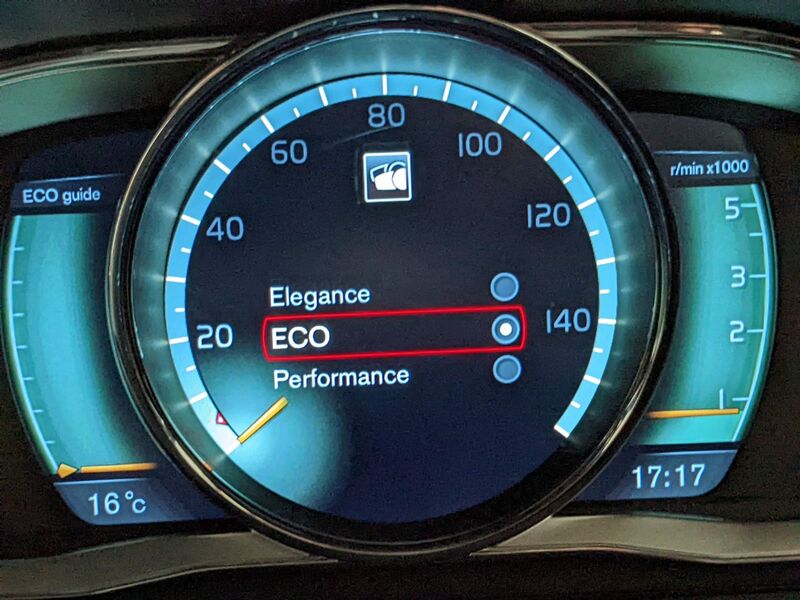 ECO guide
16°C
20
40
60
80
100
120
140
Elegance
ECO
Performance
r/min x1000
5
3
2
1
17:17